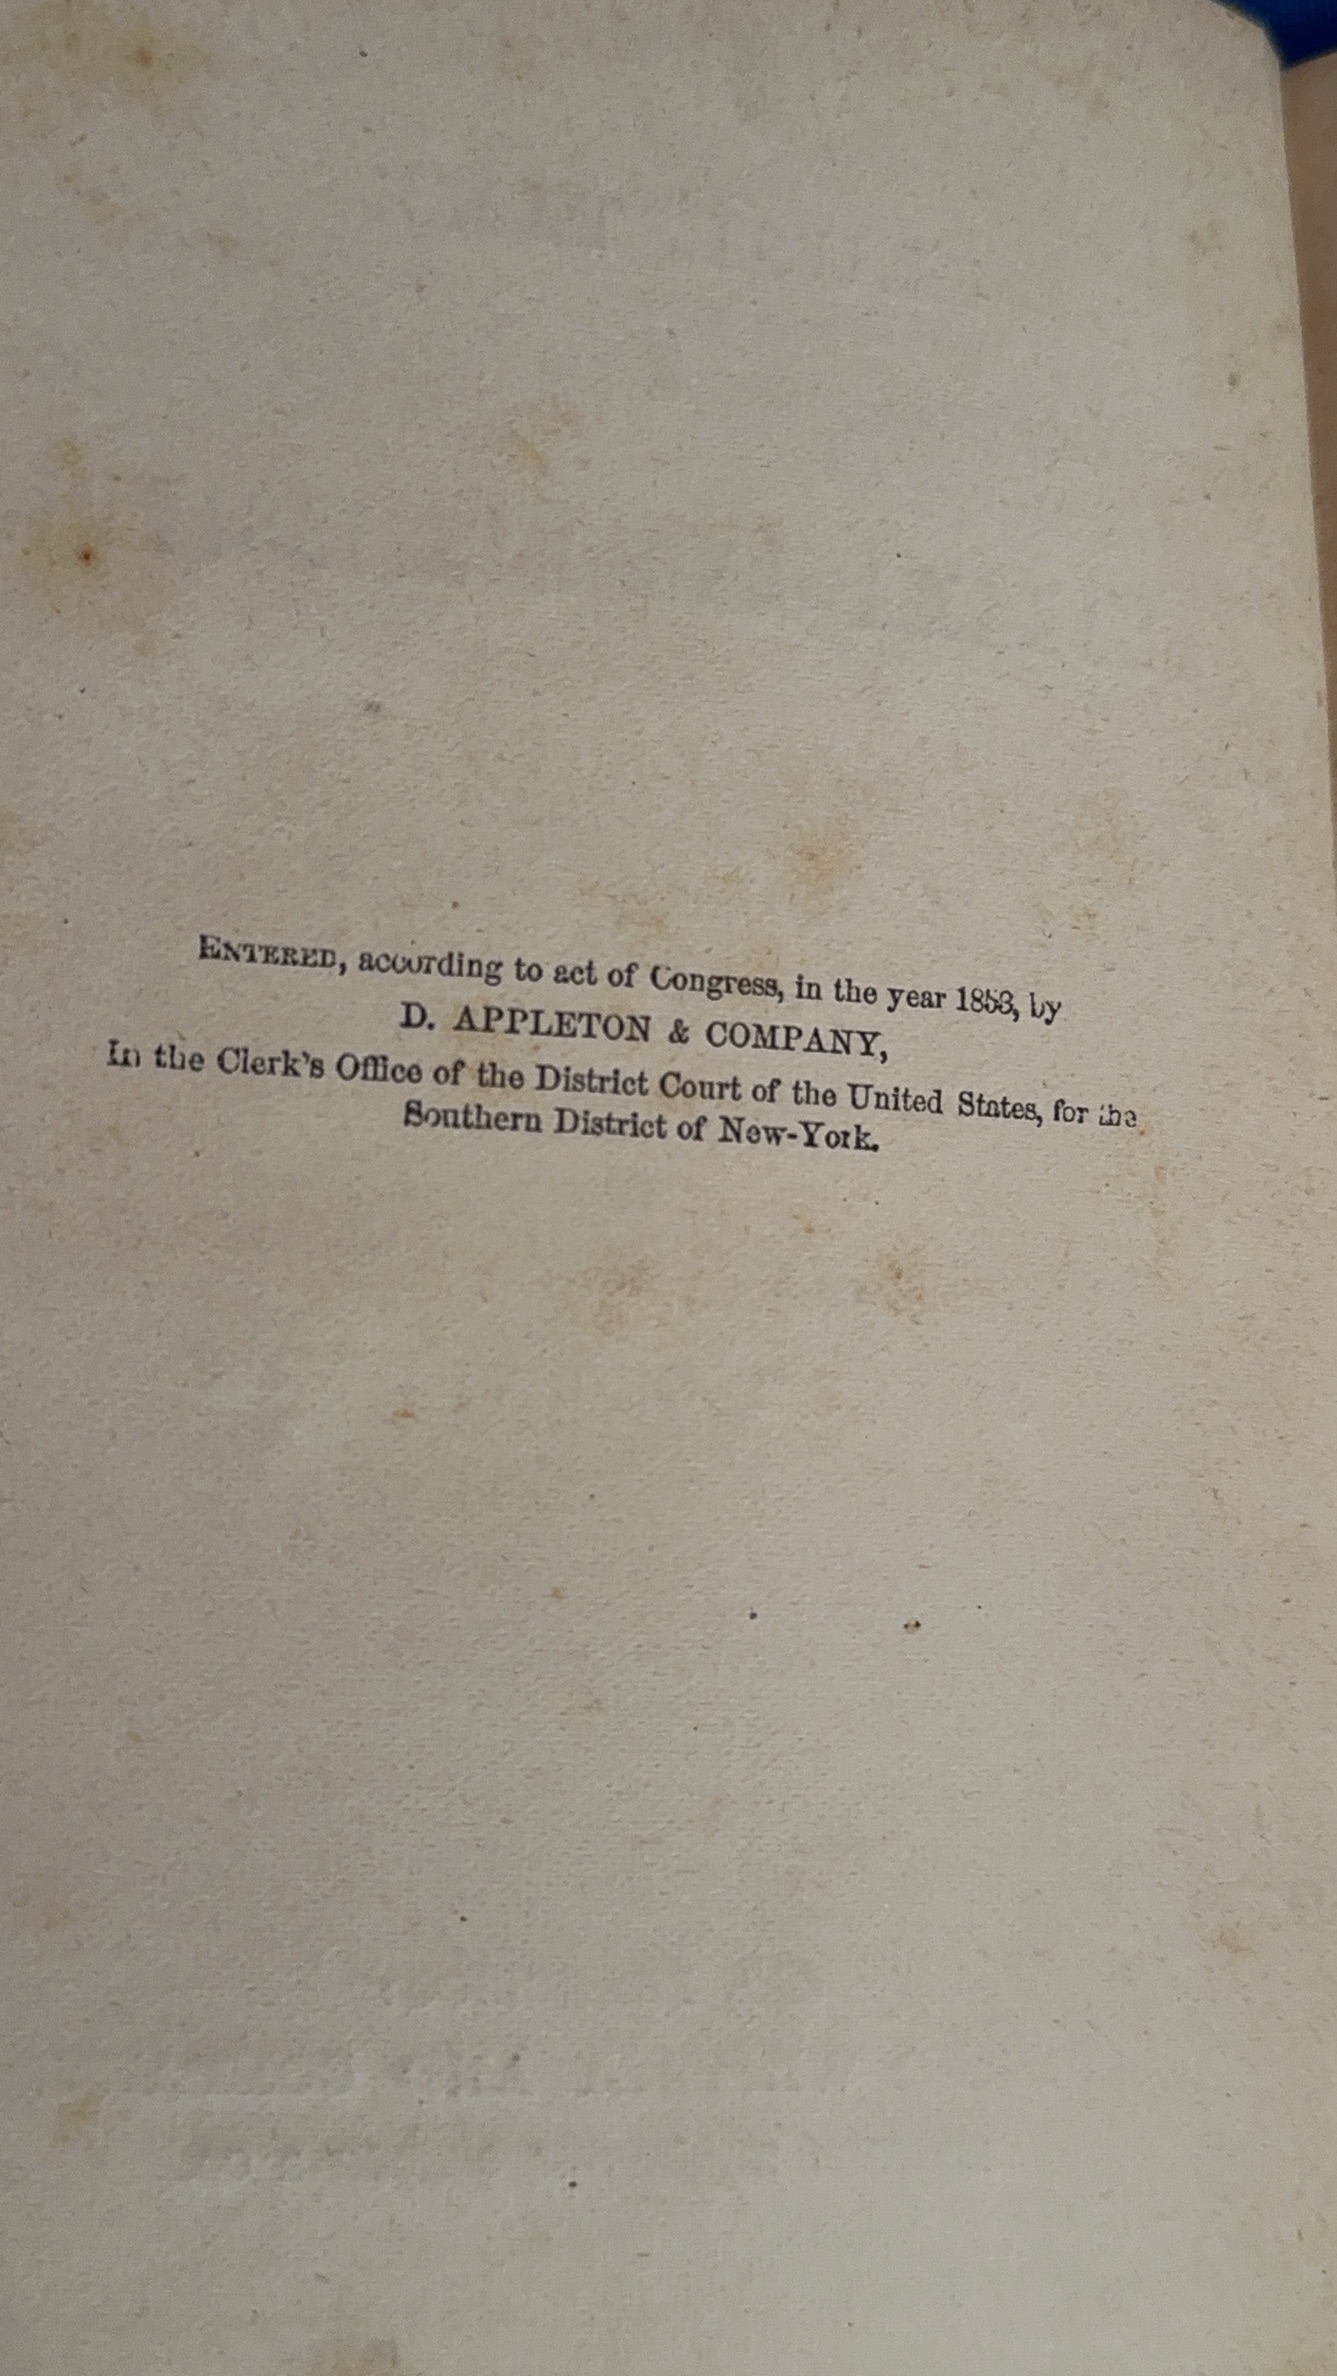 ENTERED, according to act of Congress, in the year 1853, by
D. APPLETON & COMPANY,
In the Clerk's Office of the District Court of the United States, for the
Southern District of New-York.